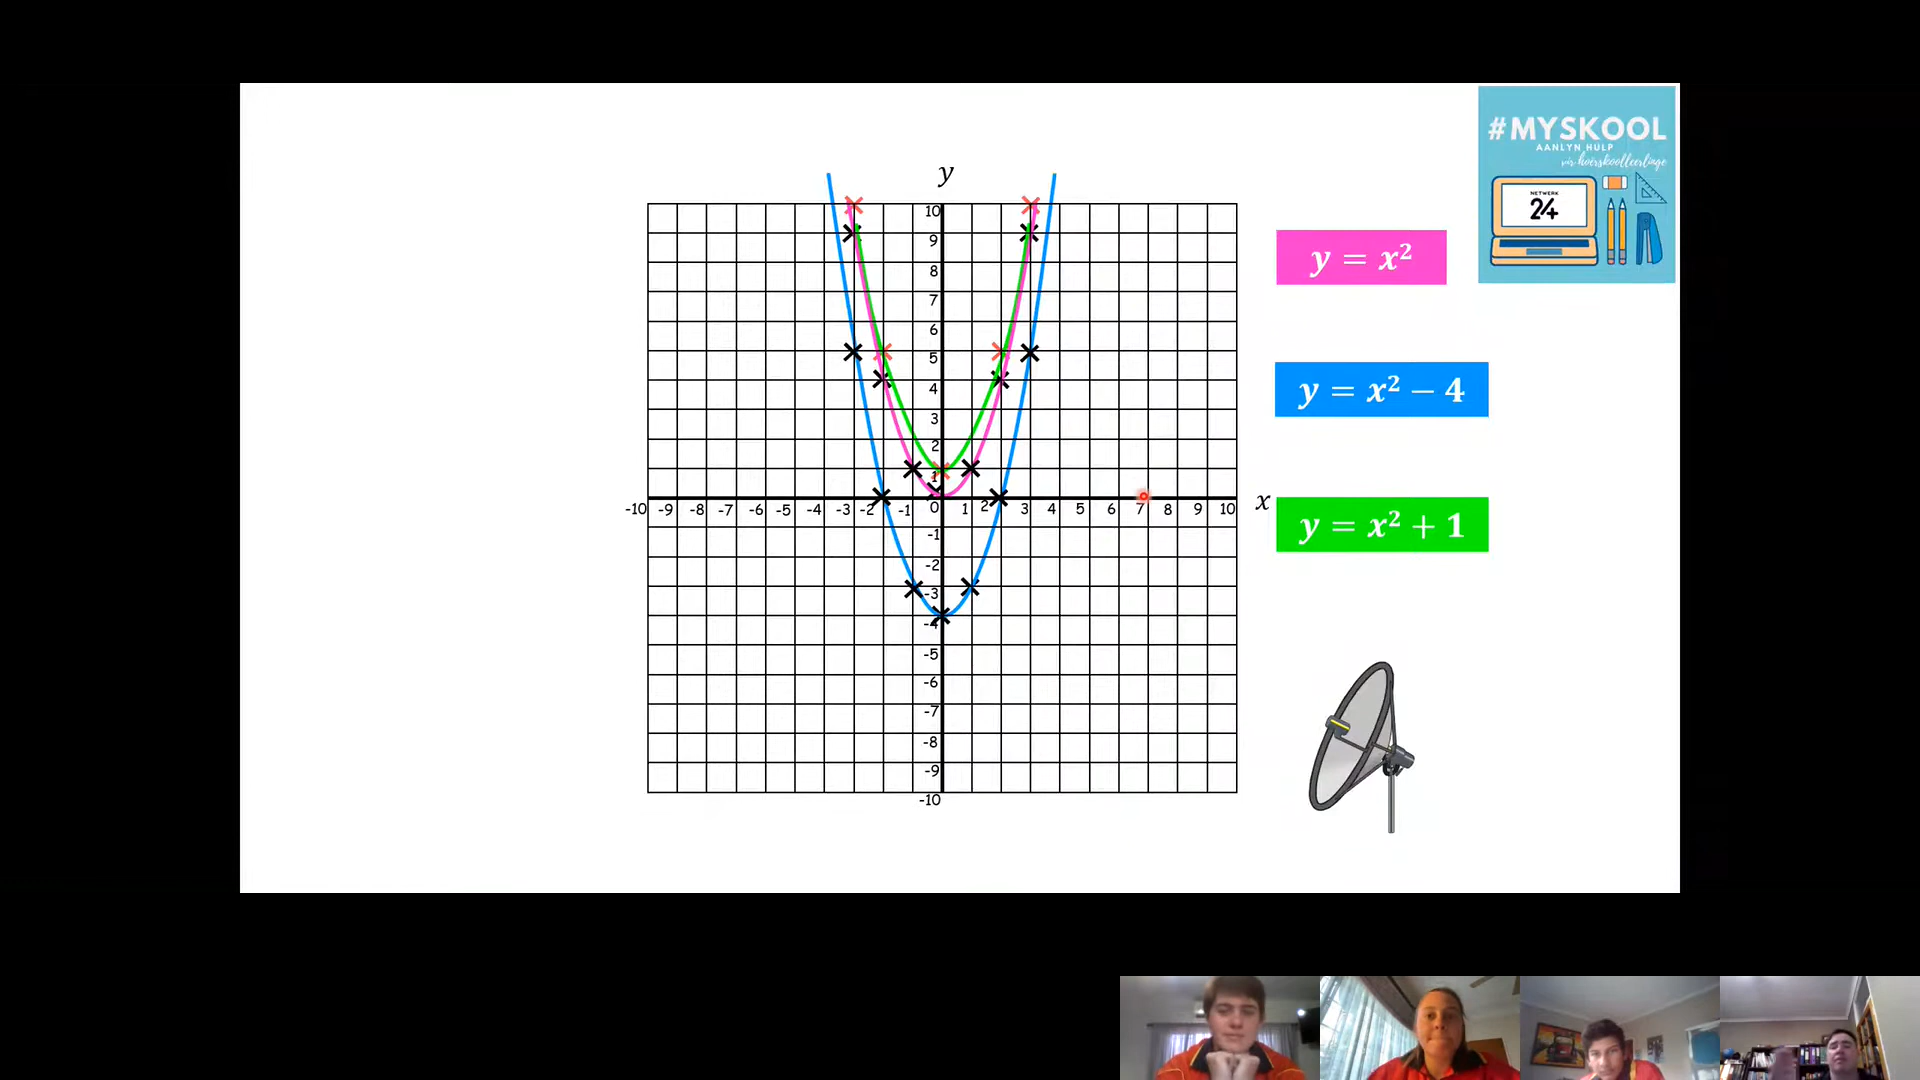 #MYSKOOL
AANLYN HULP
vir hoërskoolleerlinge
NETWERK
24
y
10
9
8
7
6
5
4
3
2
1
-10 -9 -8 -7 -6 -5 -4 -3 -2 -1 0 1 2 3 4 5 6 7 8 9 10 x
-1
-2
-3
-4
-5
-6
-7
-8
-9
-10
y = x² 
y = x² − 4
y = x² + 1